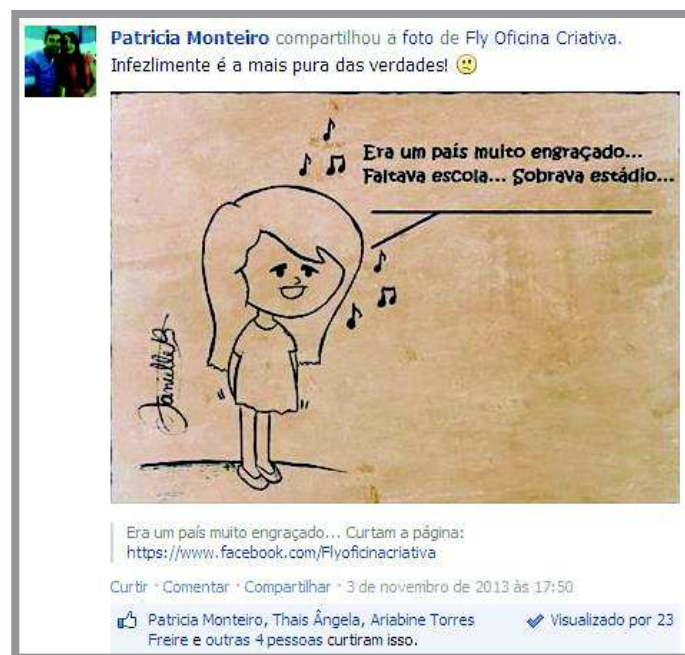 Patricia Monteiro compartilhou a foto de Fly Oficina Criativa.
Infezlimente é a mais pura das verdades!
Era um país muito engraçado...
Faltava escola... Sobrava estádio...
DanielleB
Era um país muito engraçado... Curtam a página:
https://www.facebook.com/Flyoficinacriativa
Curtir · Comentar · Compartilhar · 3 de novembro de 2013 às 17:50
Patricia Monteiro, Thais Ângela, Ariabine Torres
Freire e outras 4 pessoas curtiram isso.
Visualizado por 23